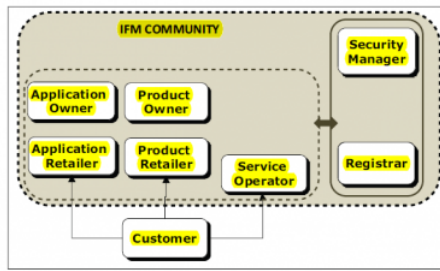 IFM COMMUNITY
Security
Manager
Application
Owner
Product
Owner
Application
Retailer
Product
Retailer
Service
Operator
Registrar
Customer